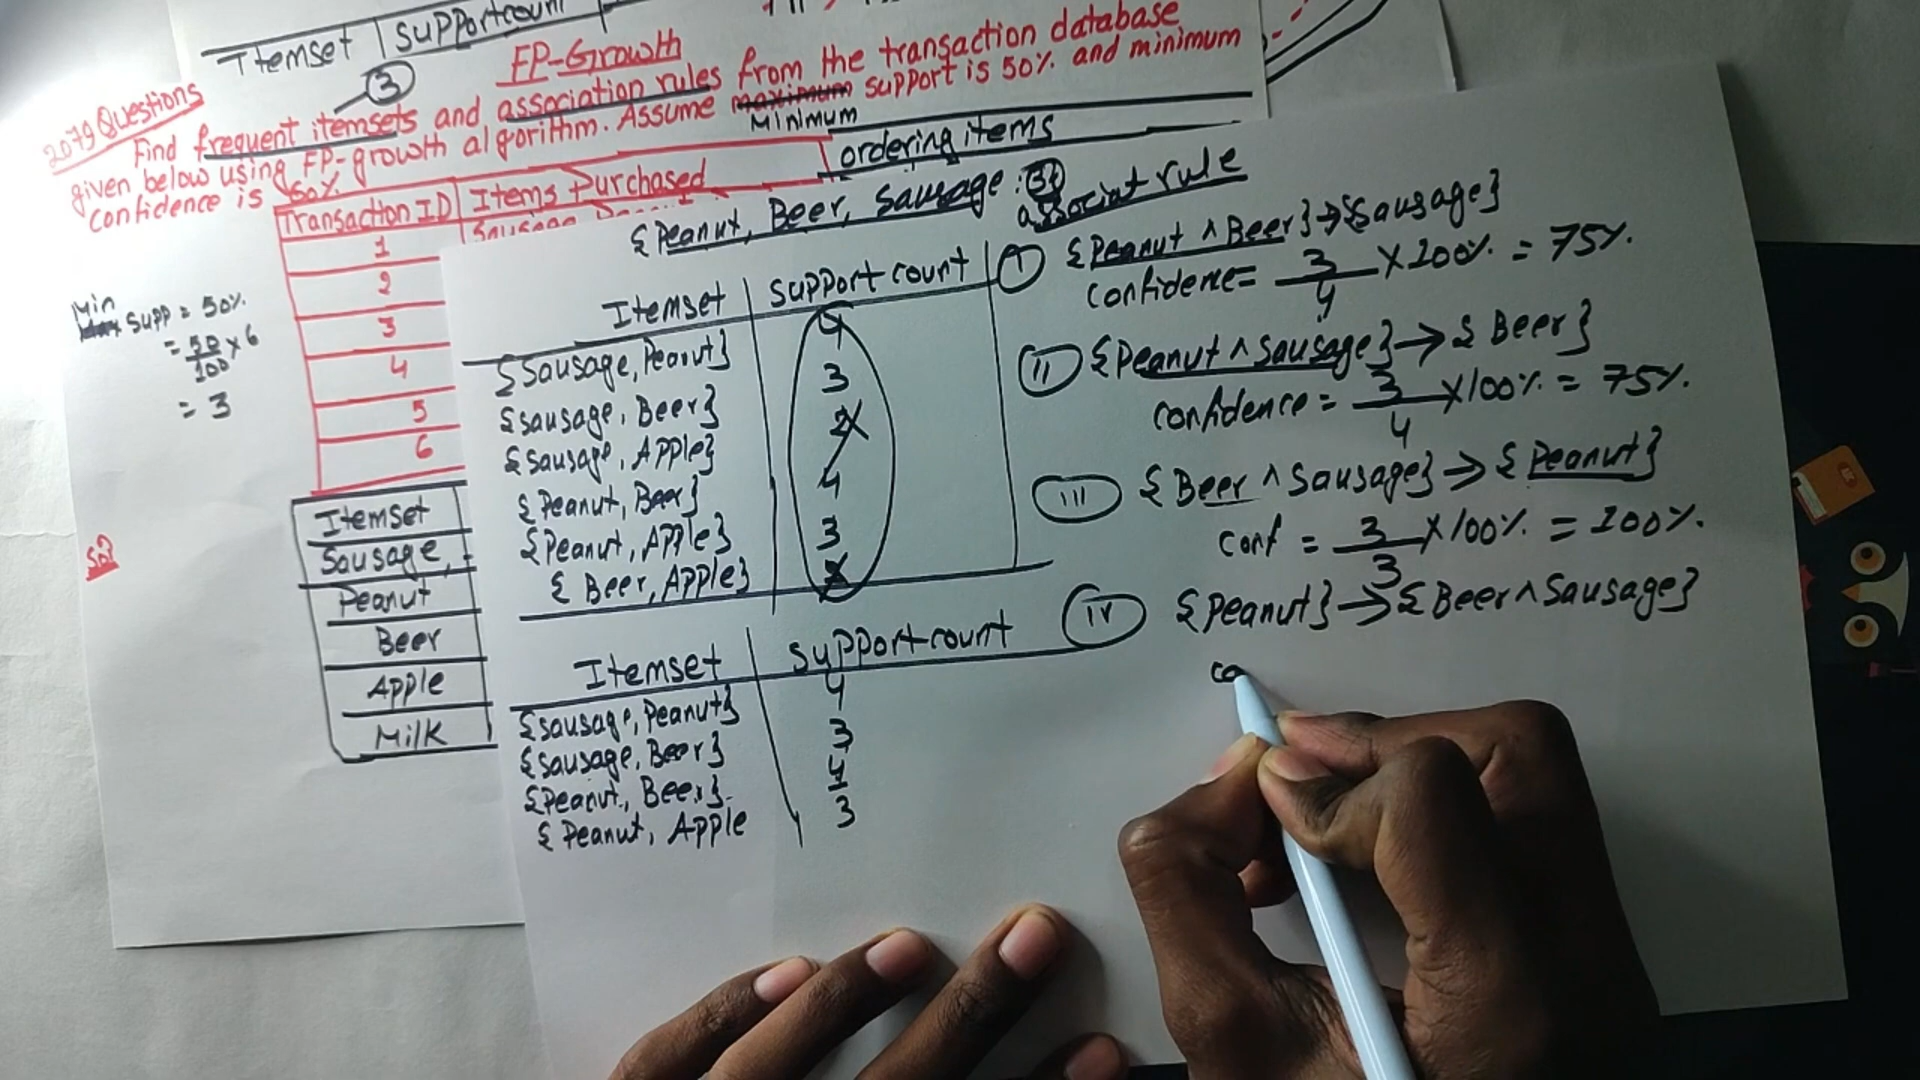 Itemset | support count
FP-Growth
2079 Questions
3
Find frequent itemsets and association rules from the transaction database
given below using FP-growth algorithm. Assume maximum support is 50% and minimum
Minimum
confidence is 60%
Transaction ID | Items Purchased
ordering items
1
2
3
4
5
6
Min
Supp = 50%
= 50/100 × 6
= 3
Sol
Itemset
Sausage
Peanut
Beer
Apple
Milk
{Peanut, Beer, Sausage : 3}
Itemset | support count
{Sausage, Peanut} 4
{sausage, Beer} 3
{sausage, Apple} 2
{Peanut, Beer} 4
{Peanut, Apple} 3
{Beer, Apple}
Itemset | support count
{sausage, Peanut} 4
{sausage, Beer} 3
{Peanut, Beer} 4
{Peanut, Apple 3
associat rule
I {Peanut ∧ Beer} → {Sausage}
confidence = 3/4 × 100% = 75%.
II {Peanut ∧ Sausage} → {Beer}
confidence = 3/4 × 100% = 75%.
III {Beer ∧ Sausage} → {Peanut}
conf = 3/3 × 100% = 100%.
IV {Peanut} → {Beer ∧ Sausage}
co